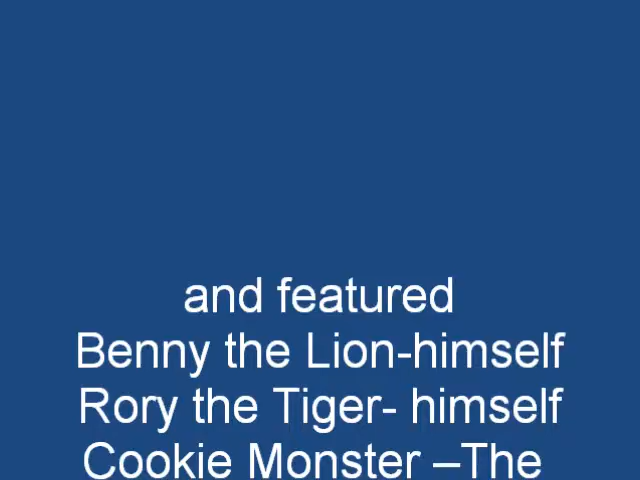 and featured
Benny the Lion-himself
Rory the Tiger- himself
Cookie Monster –The